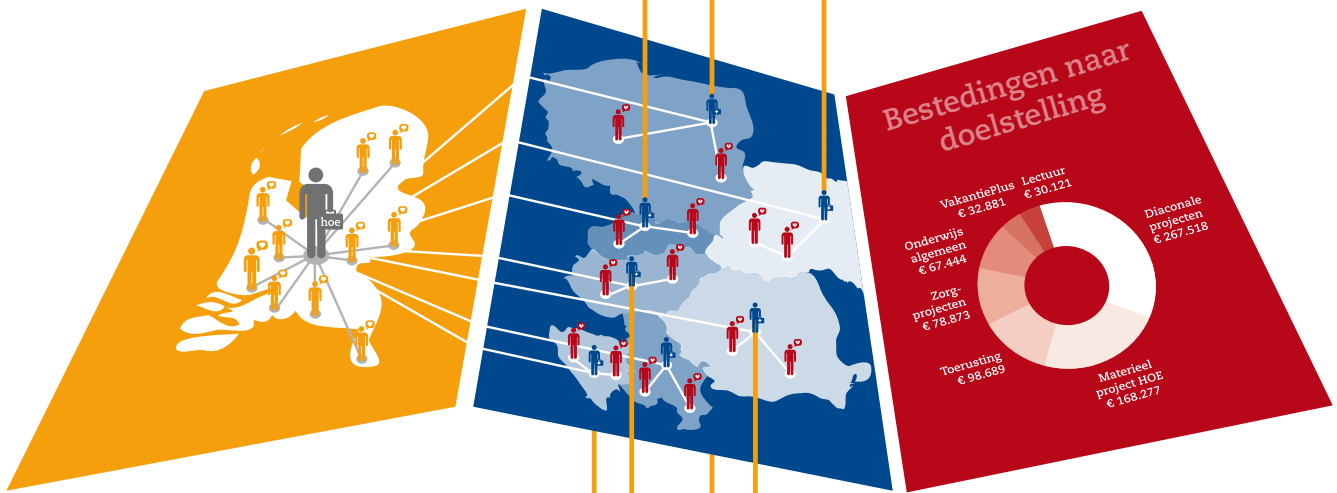 hoe
Bestedingen naar
doelstelling
Lectuur
€ 30.121
VakantiePlus
€ 32.881
Diaconale
projecten
€ 267.518
Onderwijs
algemeen
€ 67.444
Zorg-
projecten
€ 78.873
Toerusting
€ 98.689
Materieel
project HOE
€ 168.277